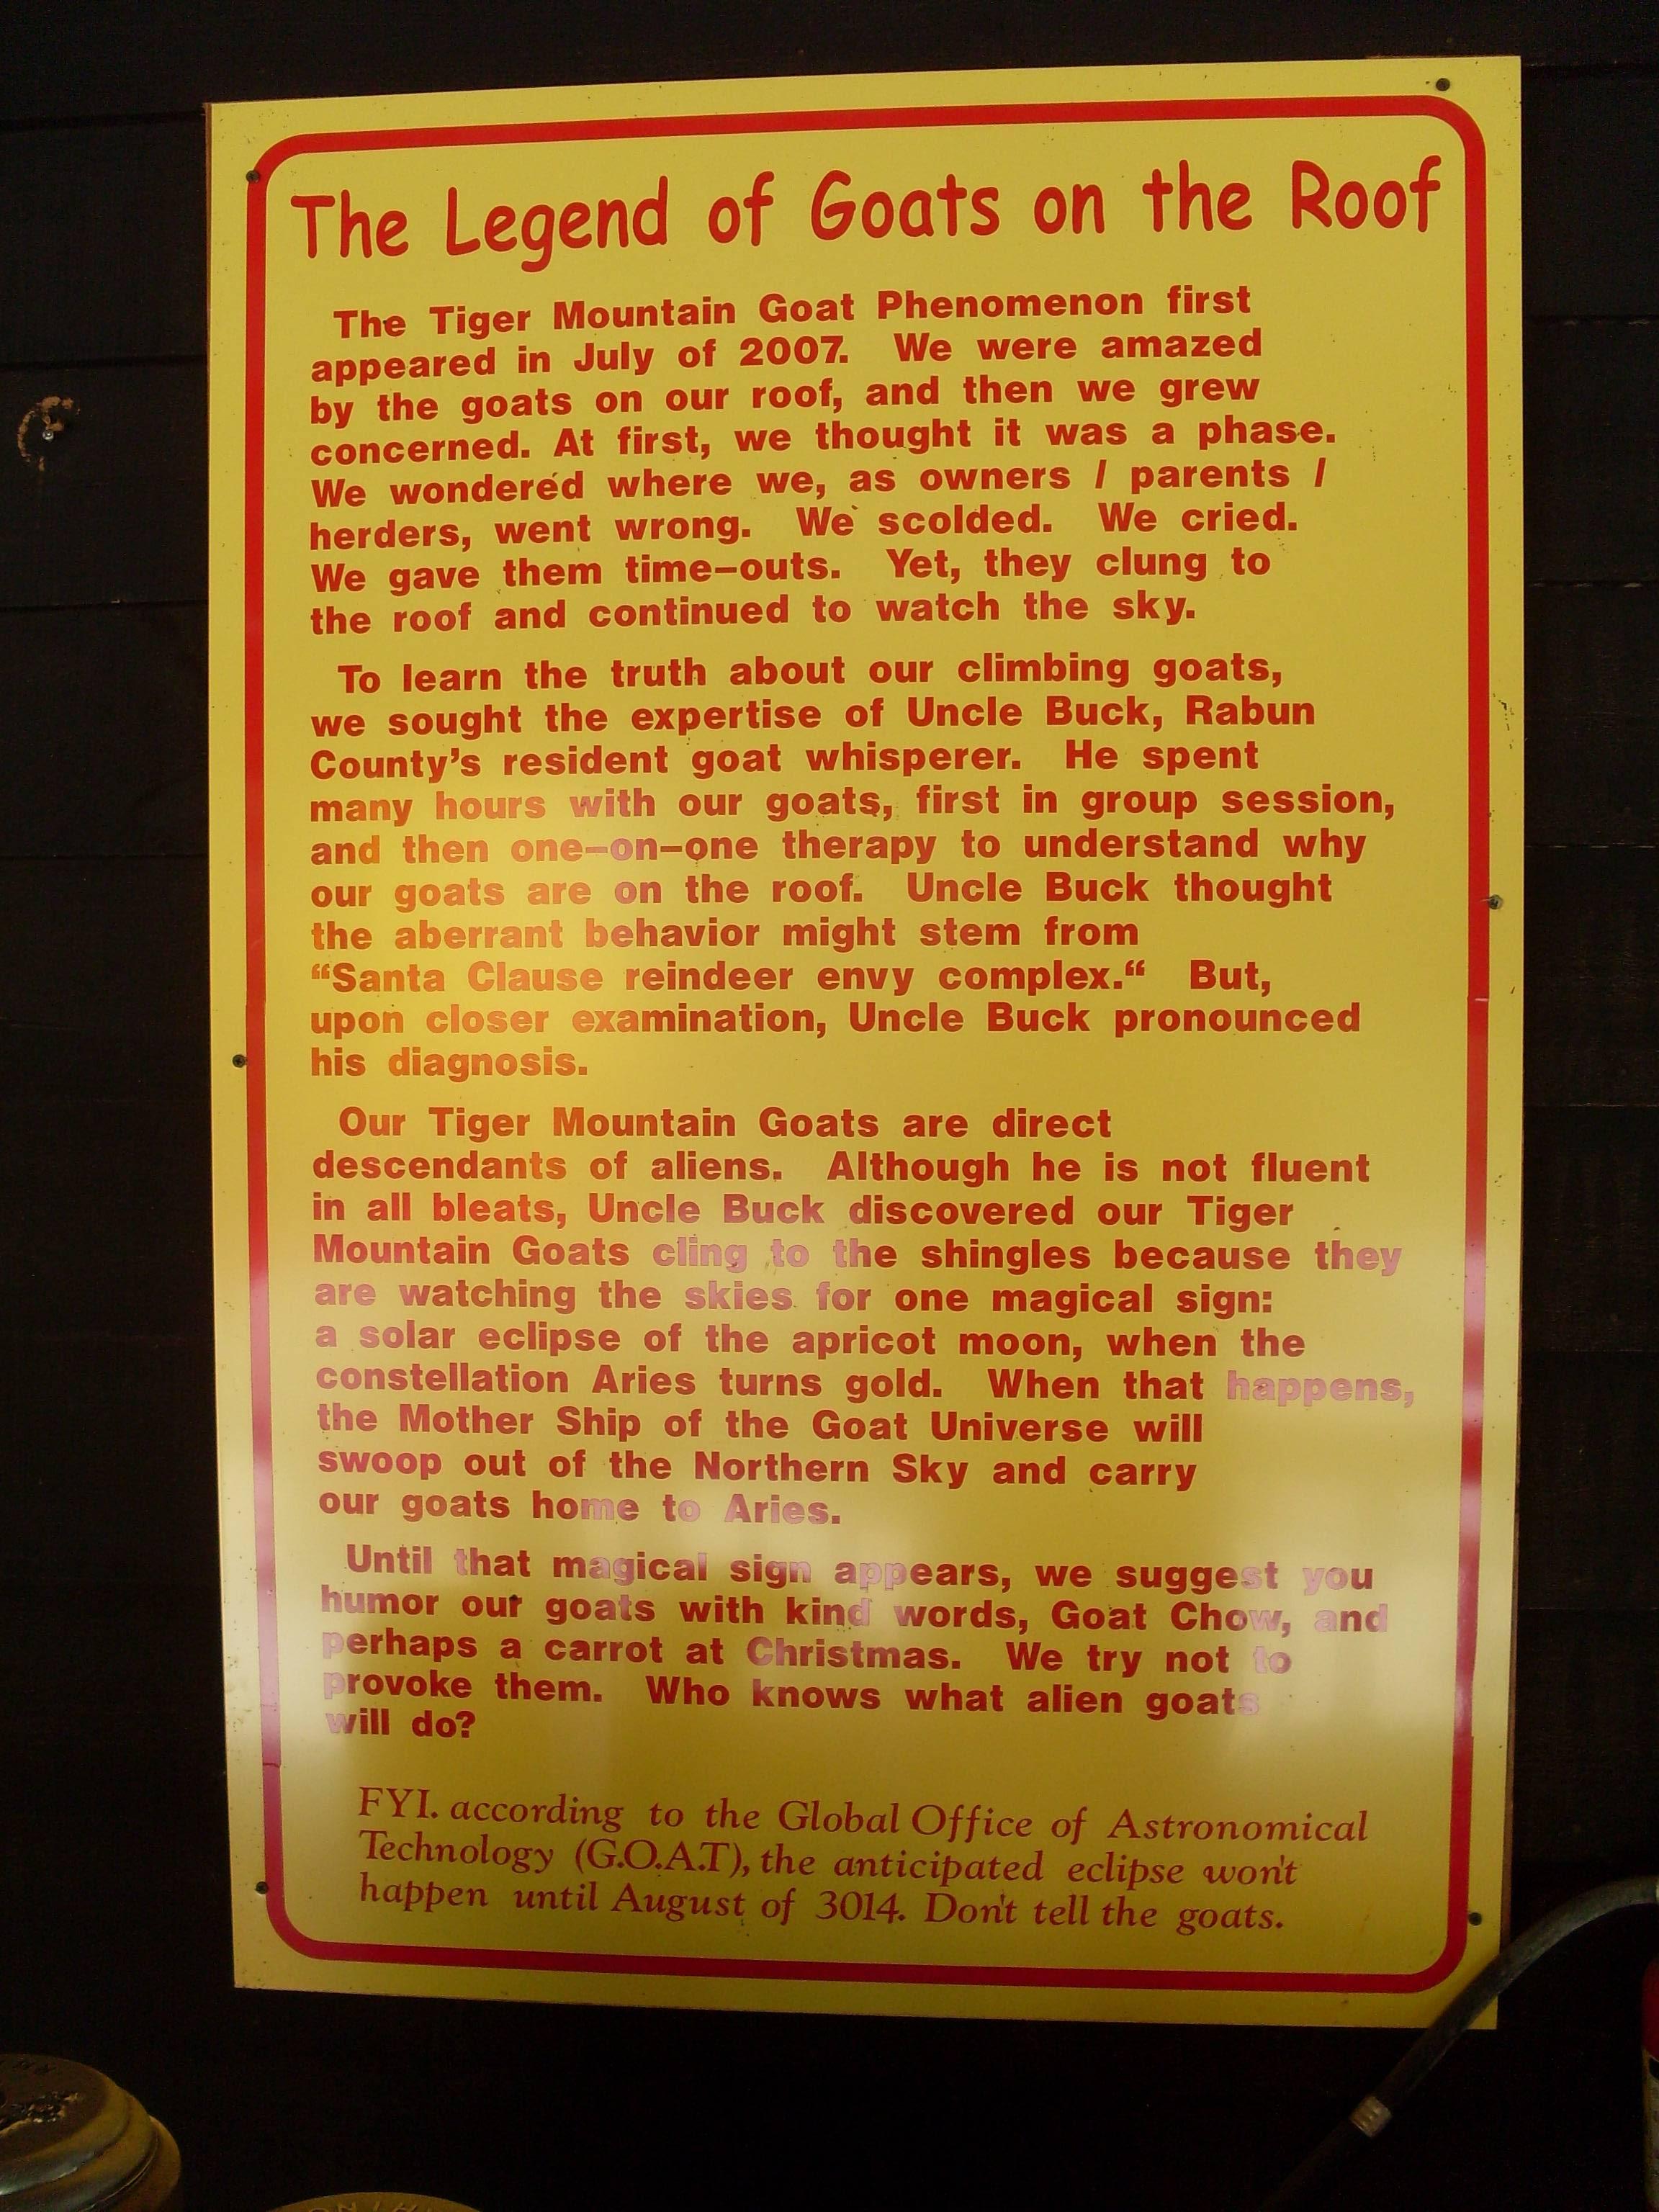 The Legend of Goats on the Roof
The Tiger Mountain Goat Phenomenon first
appeared in July of 2007. We were amazed
by the goats on our roof, and then we grew
concerned. At first, we thought it was a phase.
We wondered where we, as owners / parents /
herders, went wrong. We scolded. We cried.
We gave them time–outs. Yet, they clung to
the roof and continued to watch the sky.
To learn the truth about our climbing goats,
we sought the expertise of Uncle Buck, Rabun
County’s resident goat whisperer. He spent
many hours with our goats, first in group session,
and then one–on–one therapy to understand why
our goats are on the roof. Uncle Buck thought
the aberrant behavior might stem from
“Santa Clause reindeer envy complex.“ But,
upon closer examination, Uncle Buck pronounced
his diagnosis.
Our Tiger Mountain Goats are direct
descendants of aliens. Although he is not fluent
in all bleats, Uncle Buck discovered our Tiger
Mountain Goats cling to the shingles because they
are watching the skies for one magical sign:
a solar eclipse of the apricot moon, when the
constellation Aries turns gold. When that happens,
the Mother Ship of the Goat Universe will
swoop out of the Northern Sky and carry
our goats home to Aries.
Until that magical sign appears, we suggest you
humor our goats with kind words, Goat Chow, and
perhaps a carrot at Christmas. We try not to
provoke them. Who knows what alien goats
will do?
FYI. according to the Global Office of Astronomical
Technology (G.O.A.T), the anticipated eclipse won't
happen until August of 3014. Don't tell the goats.